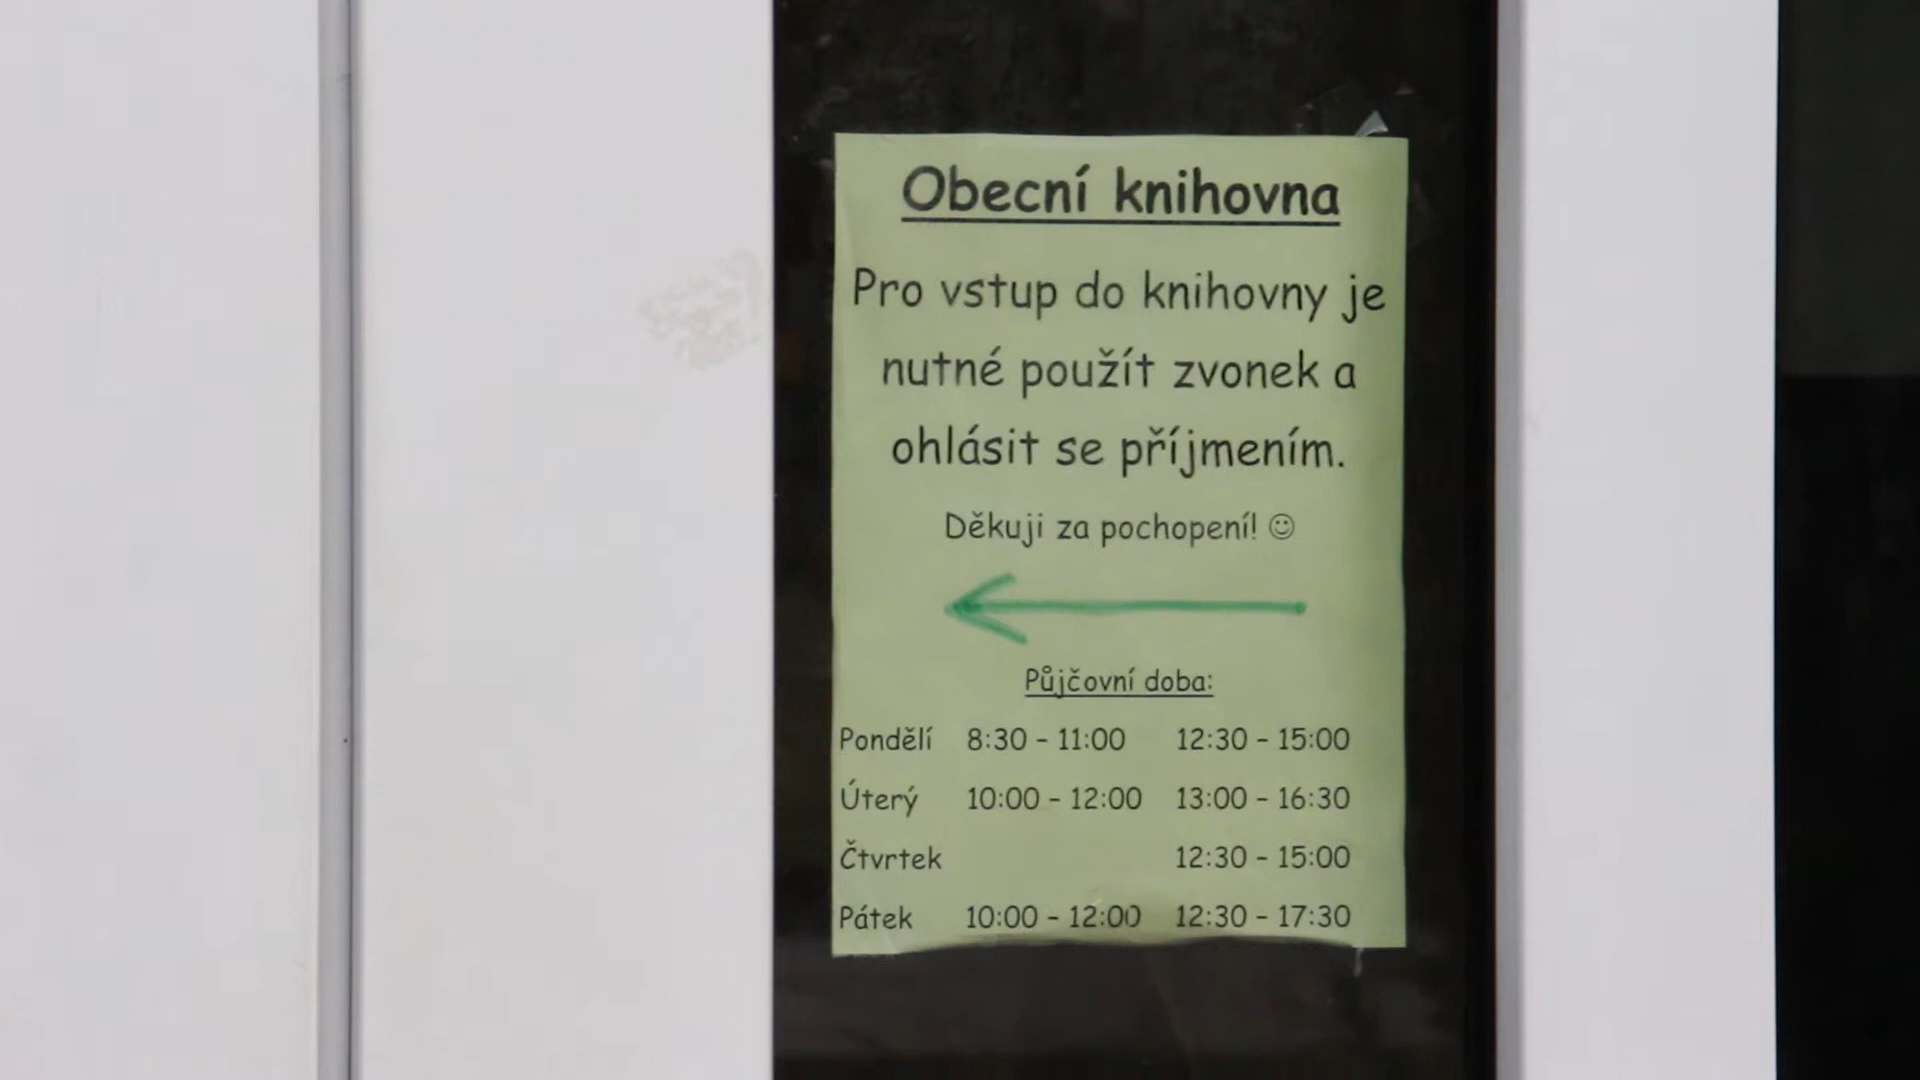 Obecní knihovna
Pro vstup do knihovny je
nutné použít zvonek a
ohlásit se příjmením.
Děkuji za pochopení! ☺
Půjčovní doba:
Pondělí 8:30 - 11:00 12:30 - 15:00
Úterý 10:00 - 12:00 13:00 - 16:30
Čtvrtek 12:30 - 15:00
Pátek 10:00 - 12:00 12:30 - 17:30